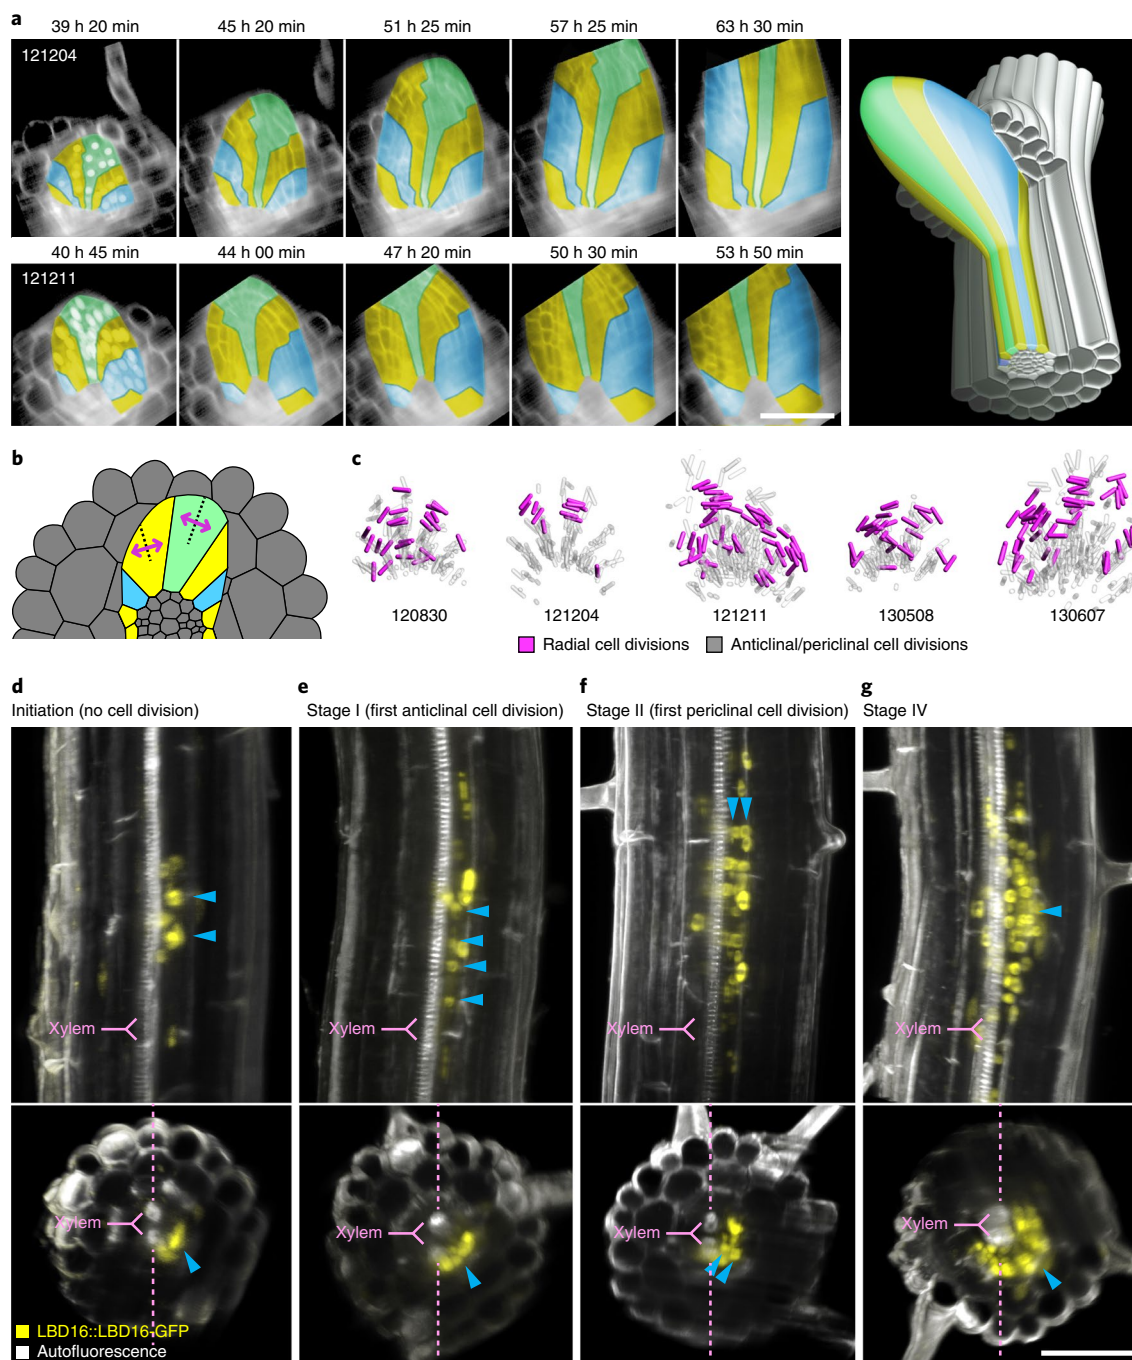 a
39 h 20 min 45 h 20 min 51 h 25 min 57 h 25 min 63 h 30 min
121204
40 h 45 min 44 h 00 min 47 h 20 min 50 h 30 min 53 h 50 min
121211
b
c
120830 121204 121211 130508 130607
Radial cell divisions Anticlinal/periclinal cell divisions
d
Initiation (no cell division)
e
Stage I (first anticlinal cell division)
f
Stage II (first periclinal cell division)
g
Stage IV
Xylem Xylem Xylem Xylem
Xylem Xylem Xylem Xylem
LBD16::LBD16-GFP
Autofluorescence